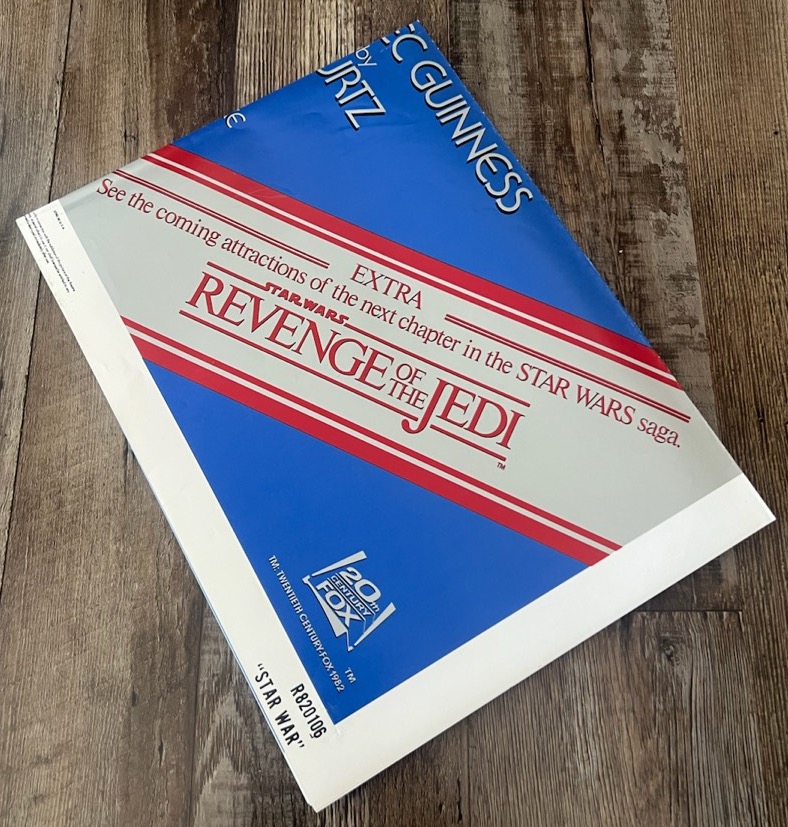 EC GUINNESS
by
URTZ
EXTRA
See the coming attractions of the next chapter in the STAR WARS saga.
STAR WARS
REVENGE OF THE JEDI
TM
20th
CENTURY
FOX
TM
TM: TWENTIETH CENTURY-FOX 1982
R820106
"STAR WAR"